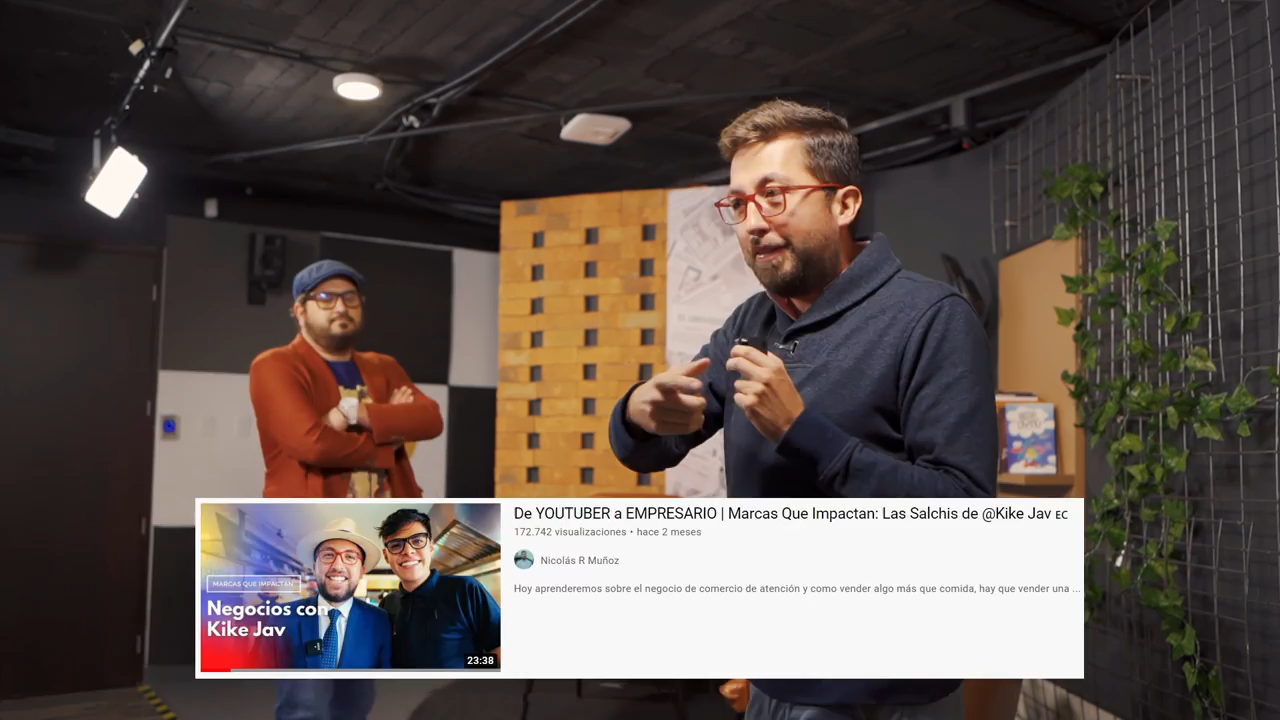 De YOUTUBER a EMPRESARIO | Marcas Que Impactan: Las Salchis de @Kike Jav EC
172.742 visualizaciones • hace 2 meses
Nicolás R Muñoz
Hoy aprenderemos sobre el negocio de comercio de atención y como vender algo más que comida, hay que vender una ...
MARCAS QUE IMPACTAN
Negocios con
Kike Jav
23:38